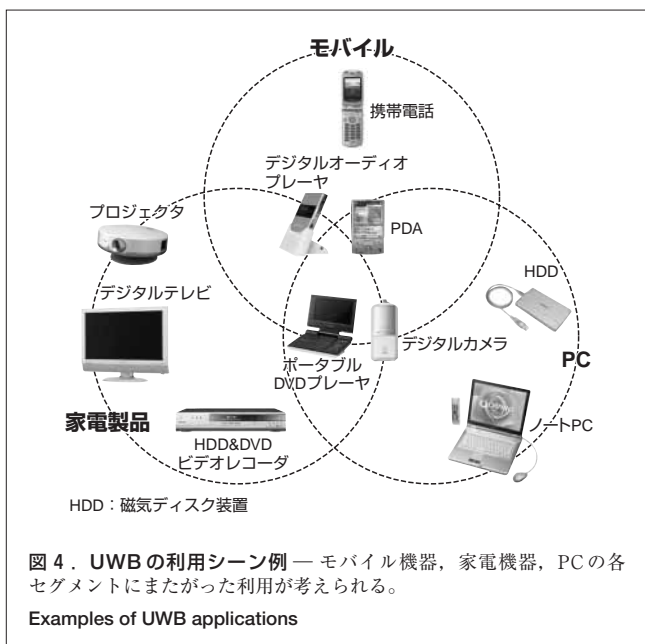 モバイル
携帯電話
デジタルオーディオ
プレーヤ
PDA
プロジェクタ
HDD
デジタルテレビ
デジタルカメラ
ポータブル
DVDプレーヤ
PC
家電製品
ノートPC
HDD&DVD
ビデオレコーダ
HDD：磁気ディスク装置
図4．UWBの利用シーン例 ― モバイル機器，家電機器，PCの各
セグメントにまたがった利用が考えられる。
Examples of UWB applications